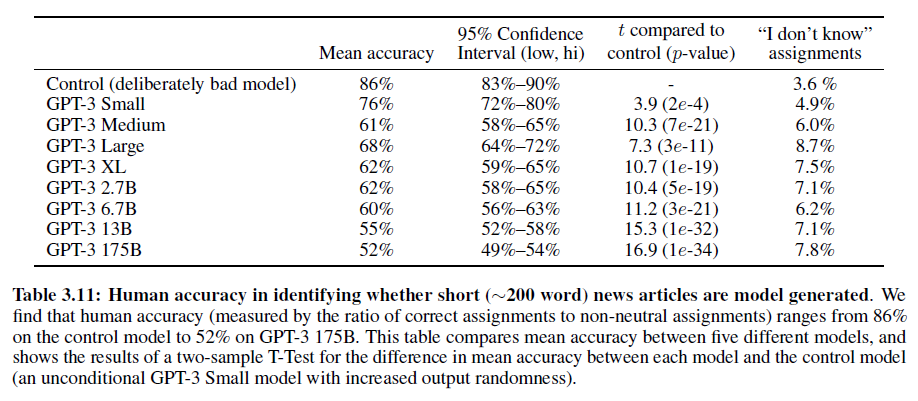 Mean accuracy 95% Confidence Interval (low, hi) t compared to control (p-value) “I don’t know” assignments
Control (deliberately bad model) 86% 83%–90% - 3.6 %
GPT-3 Small 76% 72%–80% 3.9 (2e-4) 4.9%
GPT-3 Medium 61% 58%–65% 10.3 (7e-21) 6.0%
GPT-3 Large 68% 64%–72% 7.3 (3e-11) 8.7%
GPT-3 XL 62% 59%–65% 10.7 (1e-19) 7.5%
GPT-3 2.7B 62% 58%–65% 10.4 (5e-19) 7.1%
GPT-3 6.7B 60% 56%–63% 11.2 (3e-21) 6.2%
GPT-3 13B 55% 52%–58% 15.3 (1e-32) 7.1%
GPT-3 175B 52% 49%–54% 16.9 (1e-34) 7.8%
Table 3.11: Human accuracy in identifying whether short (∼200 word) news articles are model generated. We
find that human accuracy (measured by the ratio of correct assignments to non-neutral assignments) ranges from 86%
on the control model to 52% on GPT-3 175B. This table compares mean accuracy between five different models, and
shows the results of a two-sample T-Test for the difference in mean accuracy between each model and the control model
(an unconditional GPT-3 Small model with increased output randomness).